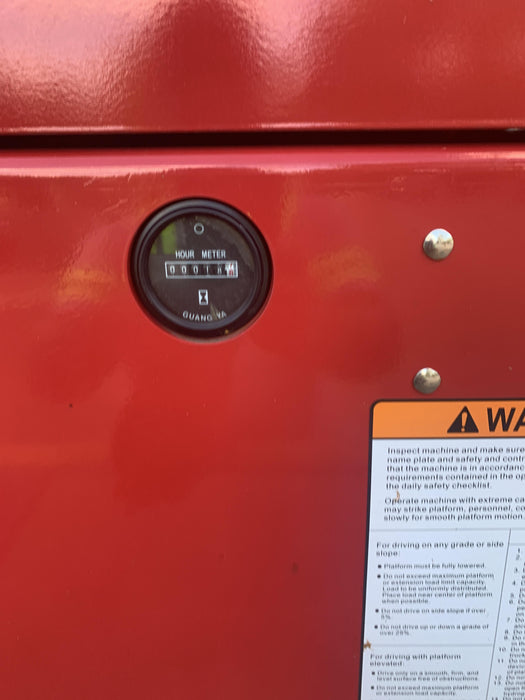 HOUR METER
0 0 0 1 8
GUANG YA
WA
Inspect machine and make sure
name plate and safety and contr
that the machine is in accordanc
requirements contained in the op
the daily safety checklist.
Operate machine with extreme ca
may strike platform, personnel, co
slowly for smooth platform motion.
For driving on any grade or side
slope:
■ Platform must be fully lowered.
■ Do not exceed maximum platform
or extension load limit capacity.
Load to be uniformly distributed.
Place load near center of platform
when possible.
■ Do not drive on side slope if over
5%.
■ Do not drive up or down a grade of
over 25%.
For driving with platform
elevated:
■ Drive only on a smooth, firm, and
level surface free of obstructions.
■ Do not exceed maximum platform
or extension load capacity.